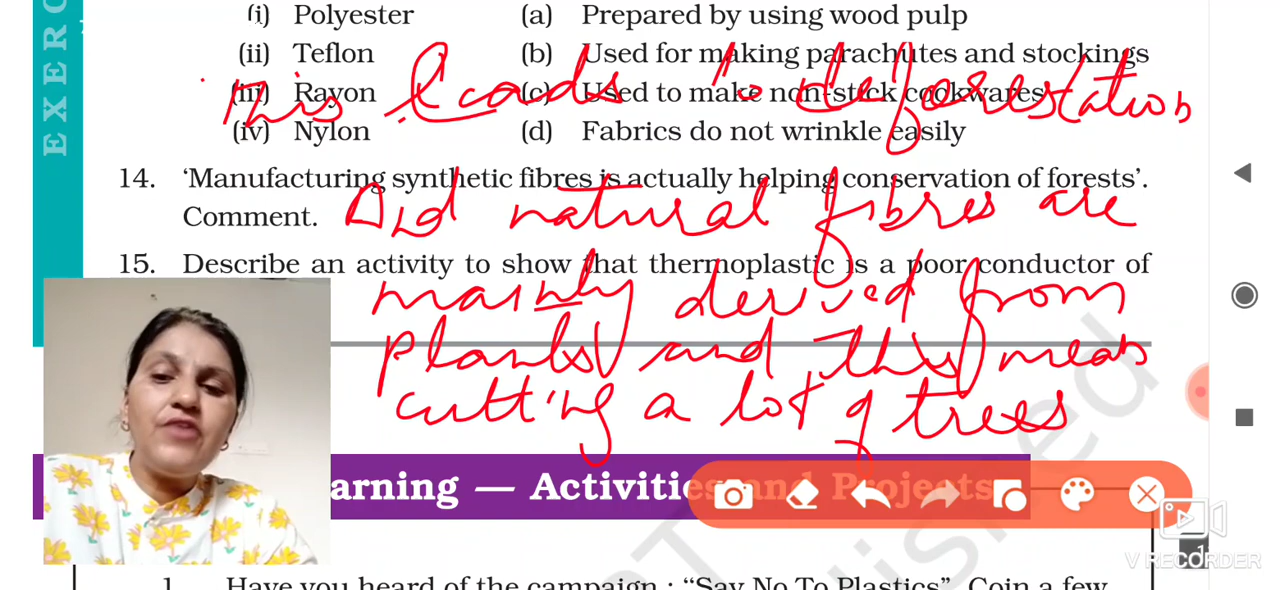 EXERC
(i) Polyester (a) Prepared by using wood pulp
(ii) Teflon (b) Used for making parachutes and stockings
This leads to deforestation
(iii) Rayon (c) Used to make non-stick cookwares
(iv) Nylon (d) Fabrics do not wrinkle easily
14. ‘Manufacturing synthetic fibres is actually helping conservation of forests’.
Comment.
And natural fibres are
15. Describe an activity to show that thermoplastic is a poor conductor of
mainly derived from
plants and this means
cutting a lot of trees
arning — Activities and Projects
1. Have you heard of the campaign : “Say No To Plastics”. Coin a few
V RECORDER